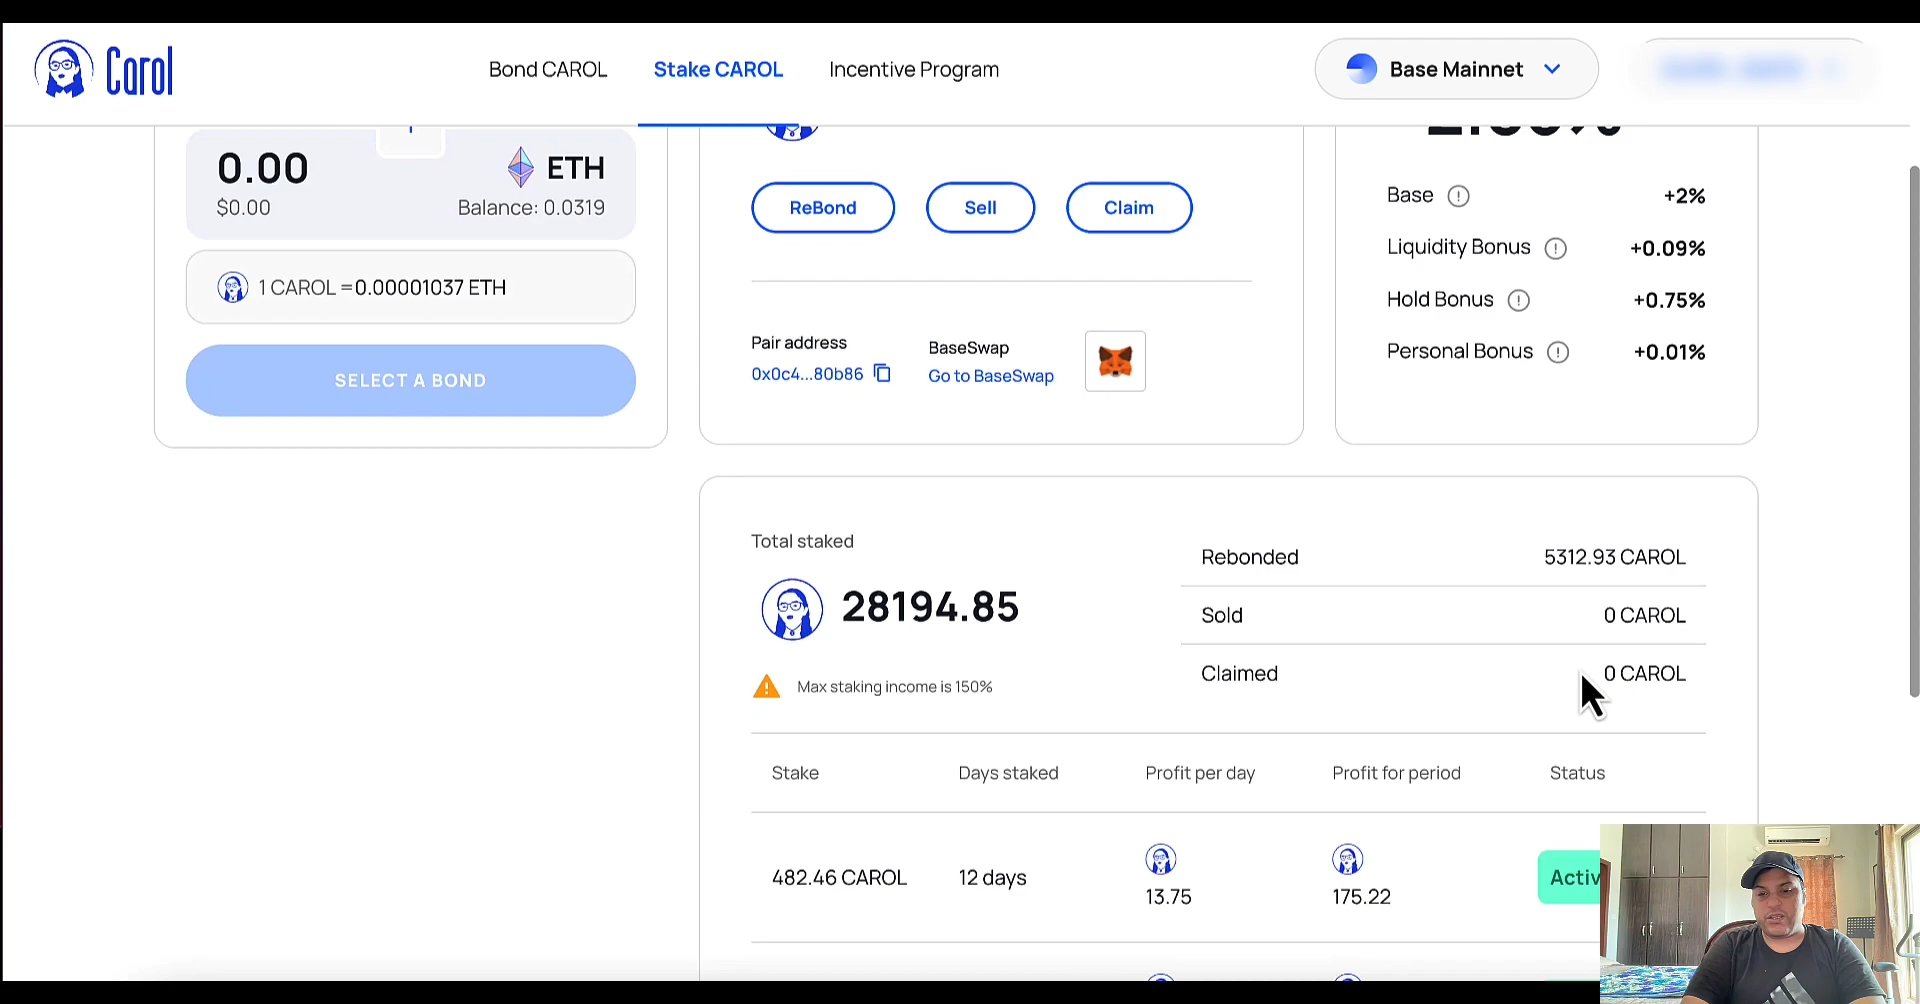 Carol
Bond CAROL
Stake CAROL
Incentive Program
Base Mainnet
0.00
ETH
$0.00
Balance: 0.0319
1 CAROL =0.00001037 ETH
SELECT A BOND
ReBond
Sell
Claim
Pair address
0x0c4...80b86
BaseSwap
Go to BaseSwap
Base
+2%
Liquidity Bonus
+0.09%
Hold Bonus
+0.75%
Personal Bonus
+0.01%
Total staked
28194.85
Max staking income is 150%
Rebonded
5312.93 CAROL
Sold
0 CAROL
Claimed
0 CAROL
Stake
Days staked
Profit per day
Profit for period
Status
482.46 CAROL
12 days
13.75
175.22
Activ